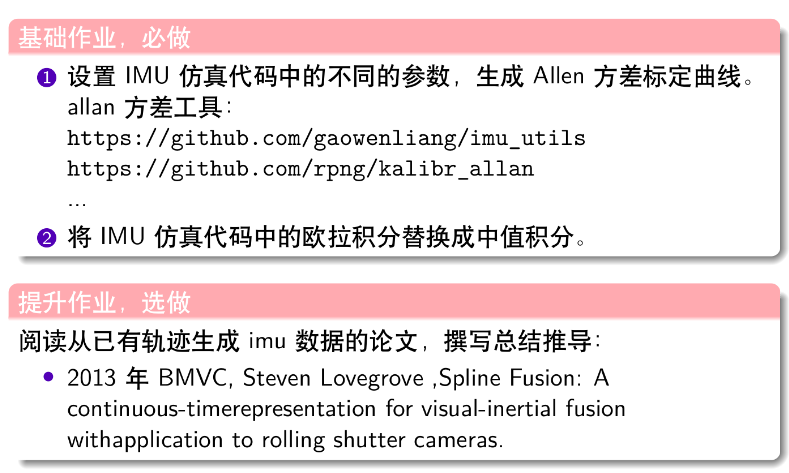 基础作业，必做
1 设置 IMU 仿真代码中的不同的参数，生成 Allen 方差标定曲线。
allan 方差工具：
https://github.com/gaowenliang/imu_utils
https://github.com/rpng/kalibr_allan
...
2 将 IMU 仿真代码中的欧拉积分替换成中值积分。
提升作业，选做
阅读从已有轨迹生成 imu 数据的论文，撰写总结推导：
• 2013 年 BMVC, Steven Lovegrove ,Spline Fusion: A
continuous-timerepresentation for visual-inertial fusion
withapplication to rolling shutter cameras.